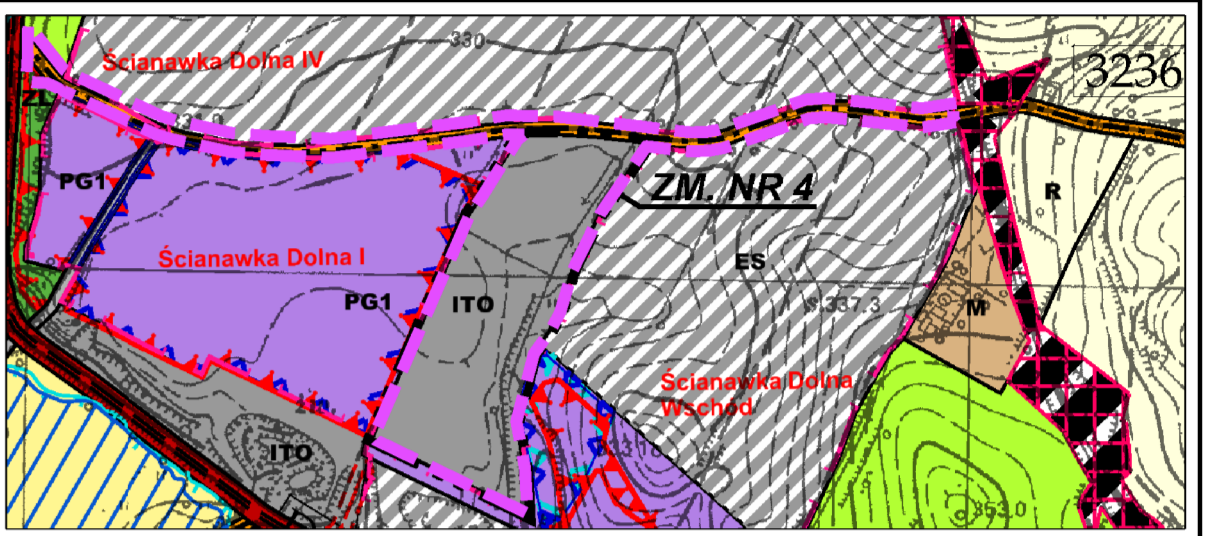 330
Ścianawka Dolna IV
3236
ZL
PG1
ZM. NR 4
R
Ścianawka Dolna I
ES
PG1
ITO
337.3
M
Ścianawka Dolna
Wschód
ITO
353.0